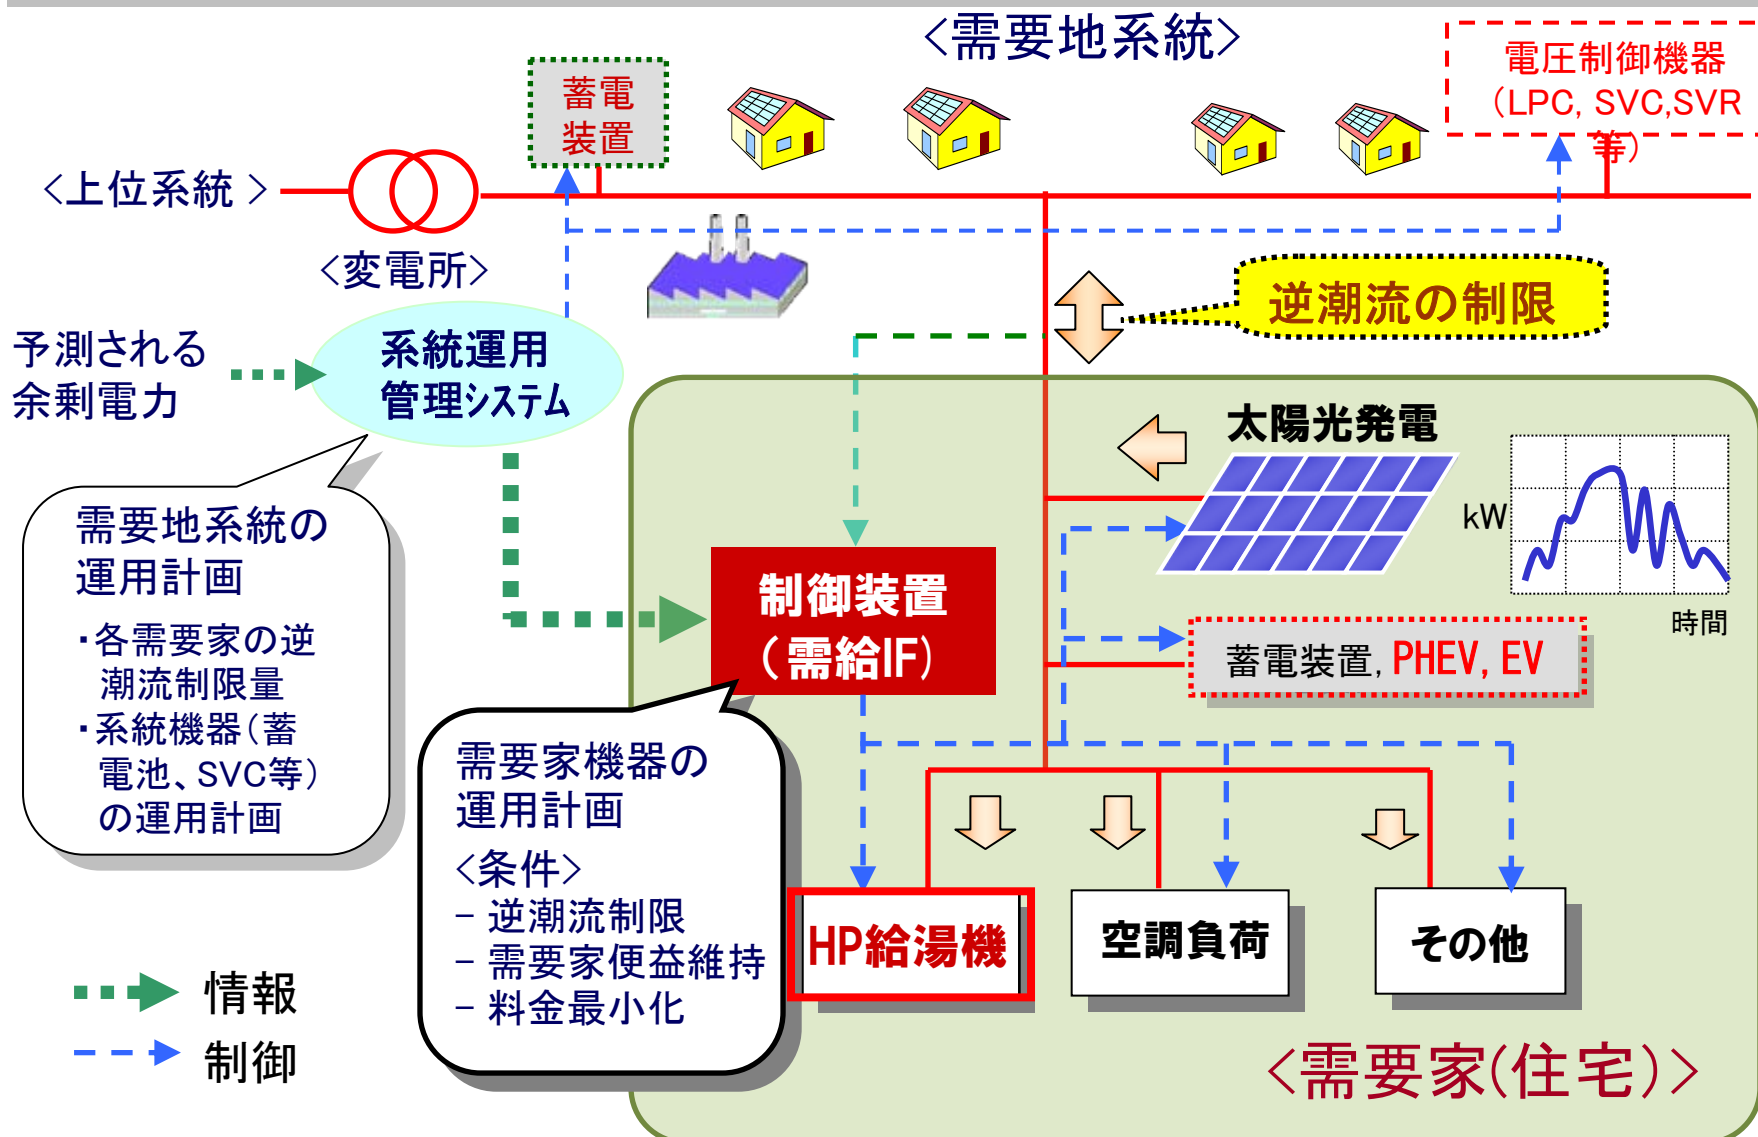 <需要地系統>
電圧制御機器
(LPC, SVC,SVR
等)
蓄電
装置
<上位系統 >
<変電所>
逆潮流の制限
予測される
余剰電力
系統運用
管理システム
太陽光発電
kW
時間
需要地系統の
運用計画
・各需要家の逆
潮流制限量
・系統機器(蓄
電池、SVC等)
の運用計画
制御装置
(需給IF)
蓄電装置, PHEV, EV
需要家機器の
運用計画
<条件>
- 逆潮流制限
- 需要家便益維持
- 料金最小化
HP給湯機
空調負荷
その他
情報
制御
<需要家(住宅)>